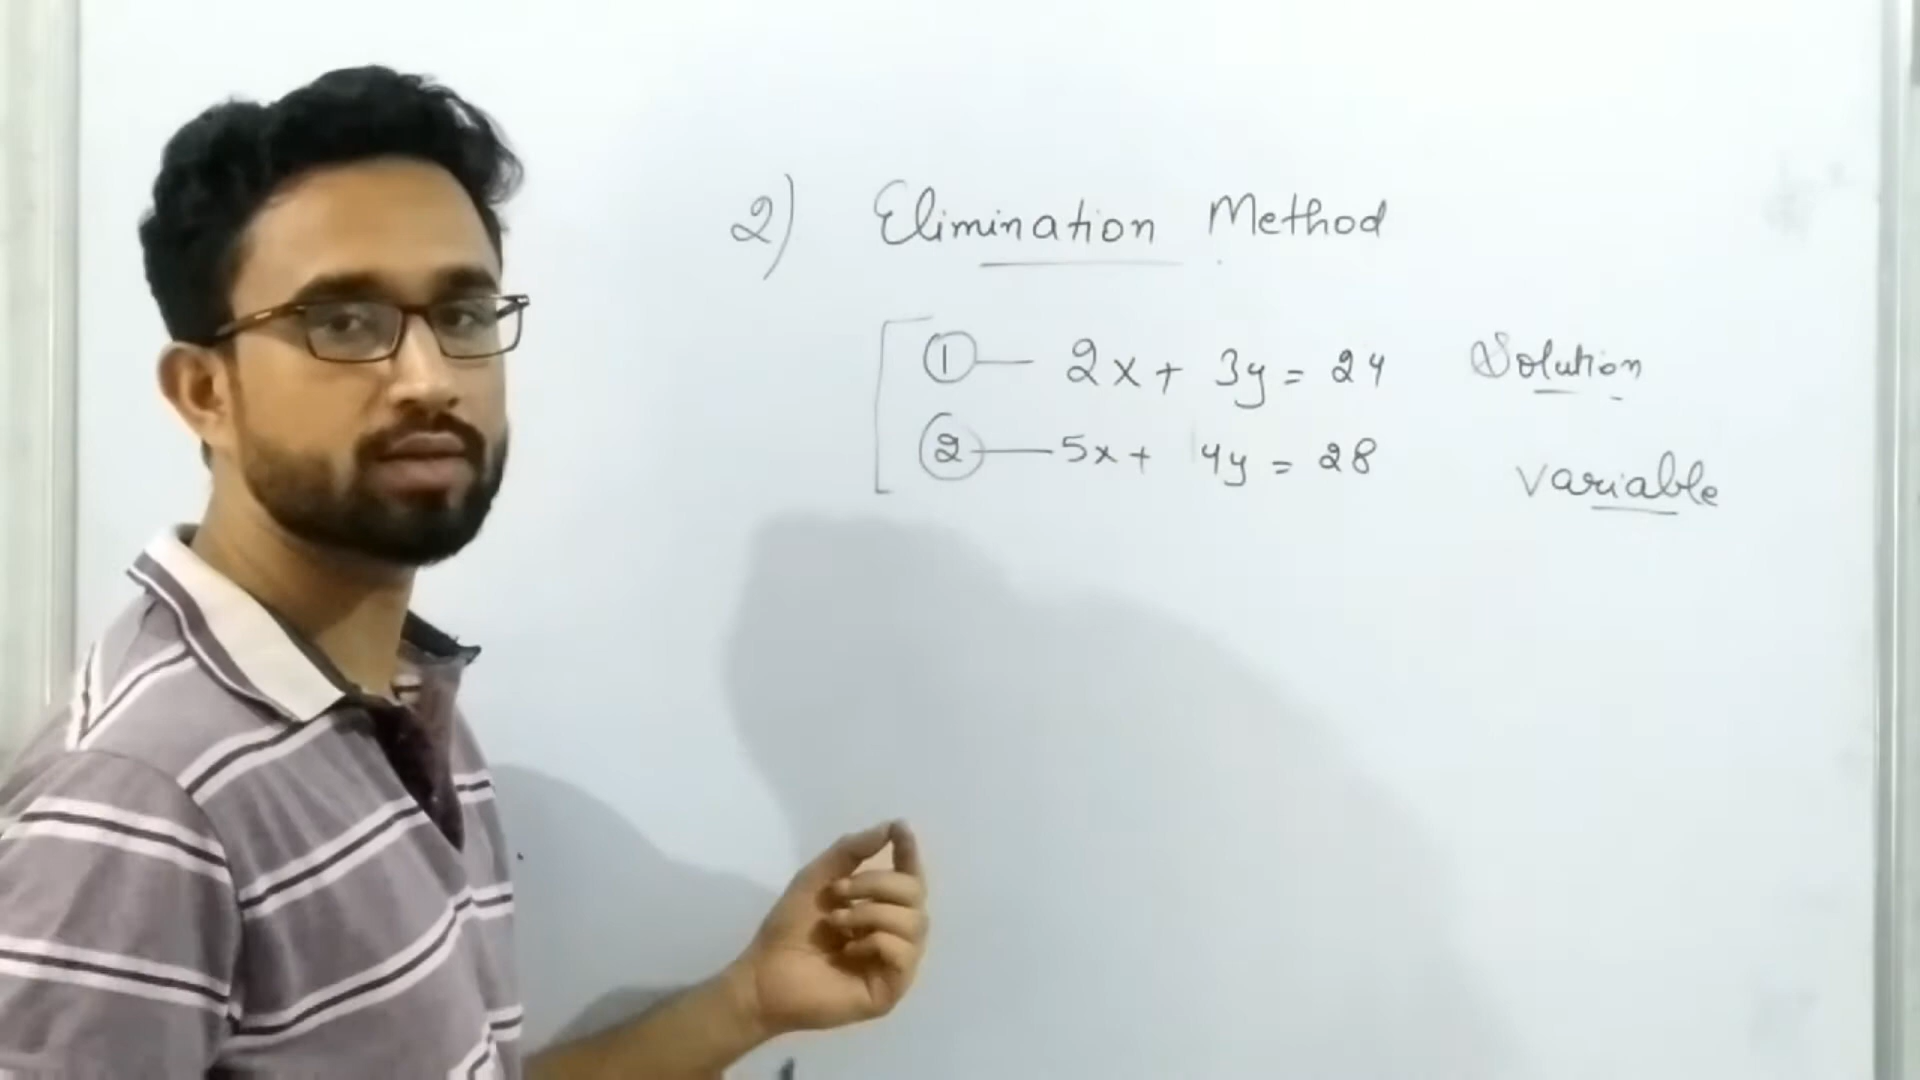 2) Elimination Method
① — 2x + 3y = 24 Solution
② — 5x + 4y = 28
Variable